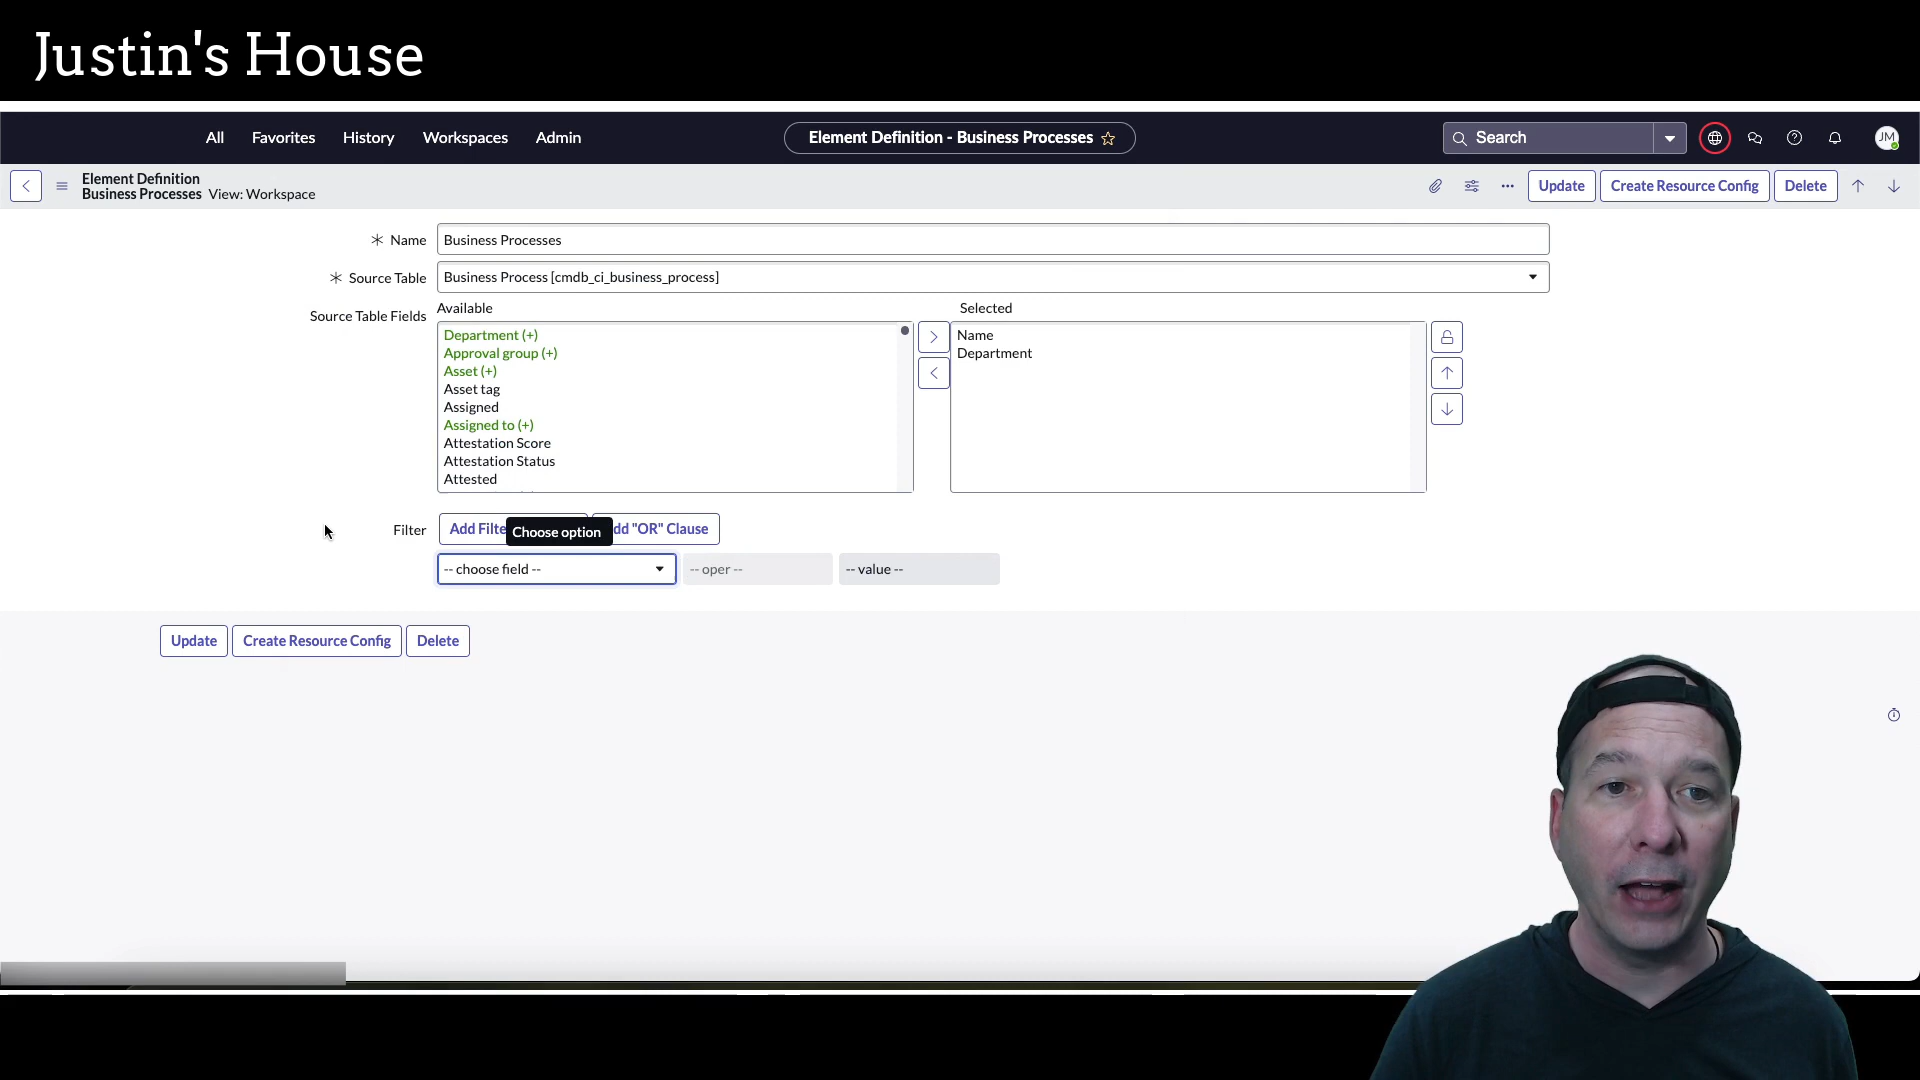 Justin's House
All Favorites History Workspaces Admin Element Definition - Business Processes Search JM
Element Definition
Business Processes View: Workspace
Update Create Resource Config Delete
Name Business Processes
Source Table Business Process [cmdb_ci_business_process]
Source Table Fields Available Selected
Department (+)
Approval group (+)
Asset (+)
Asset tag
Assigned
Assigned to (+)
Attestation Score
Attestation Status
Attested
Name
Department
Filter Add Filte Choose option dd "OR" Clause
-- choose field -- -- oper -- -- value --
Update Create Resource Config Delete